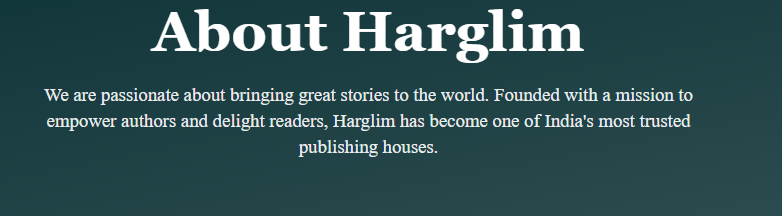 About Harglim
We are passionate about bringing great stories to the world. Founded with a mission to
empower authors and delight readers, Harglim has become one of India's most trusted
publishing houses.